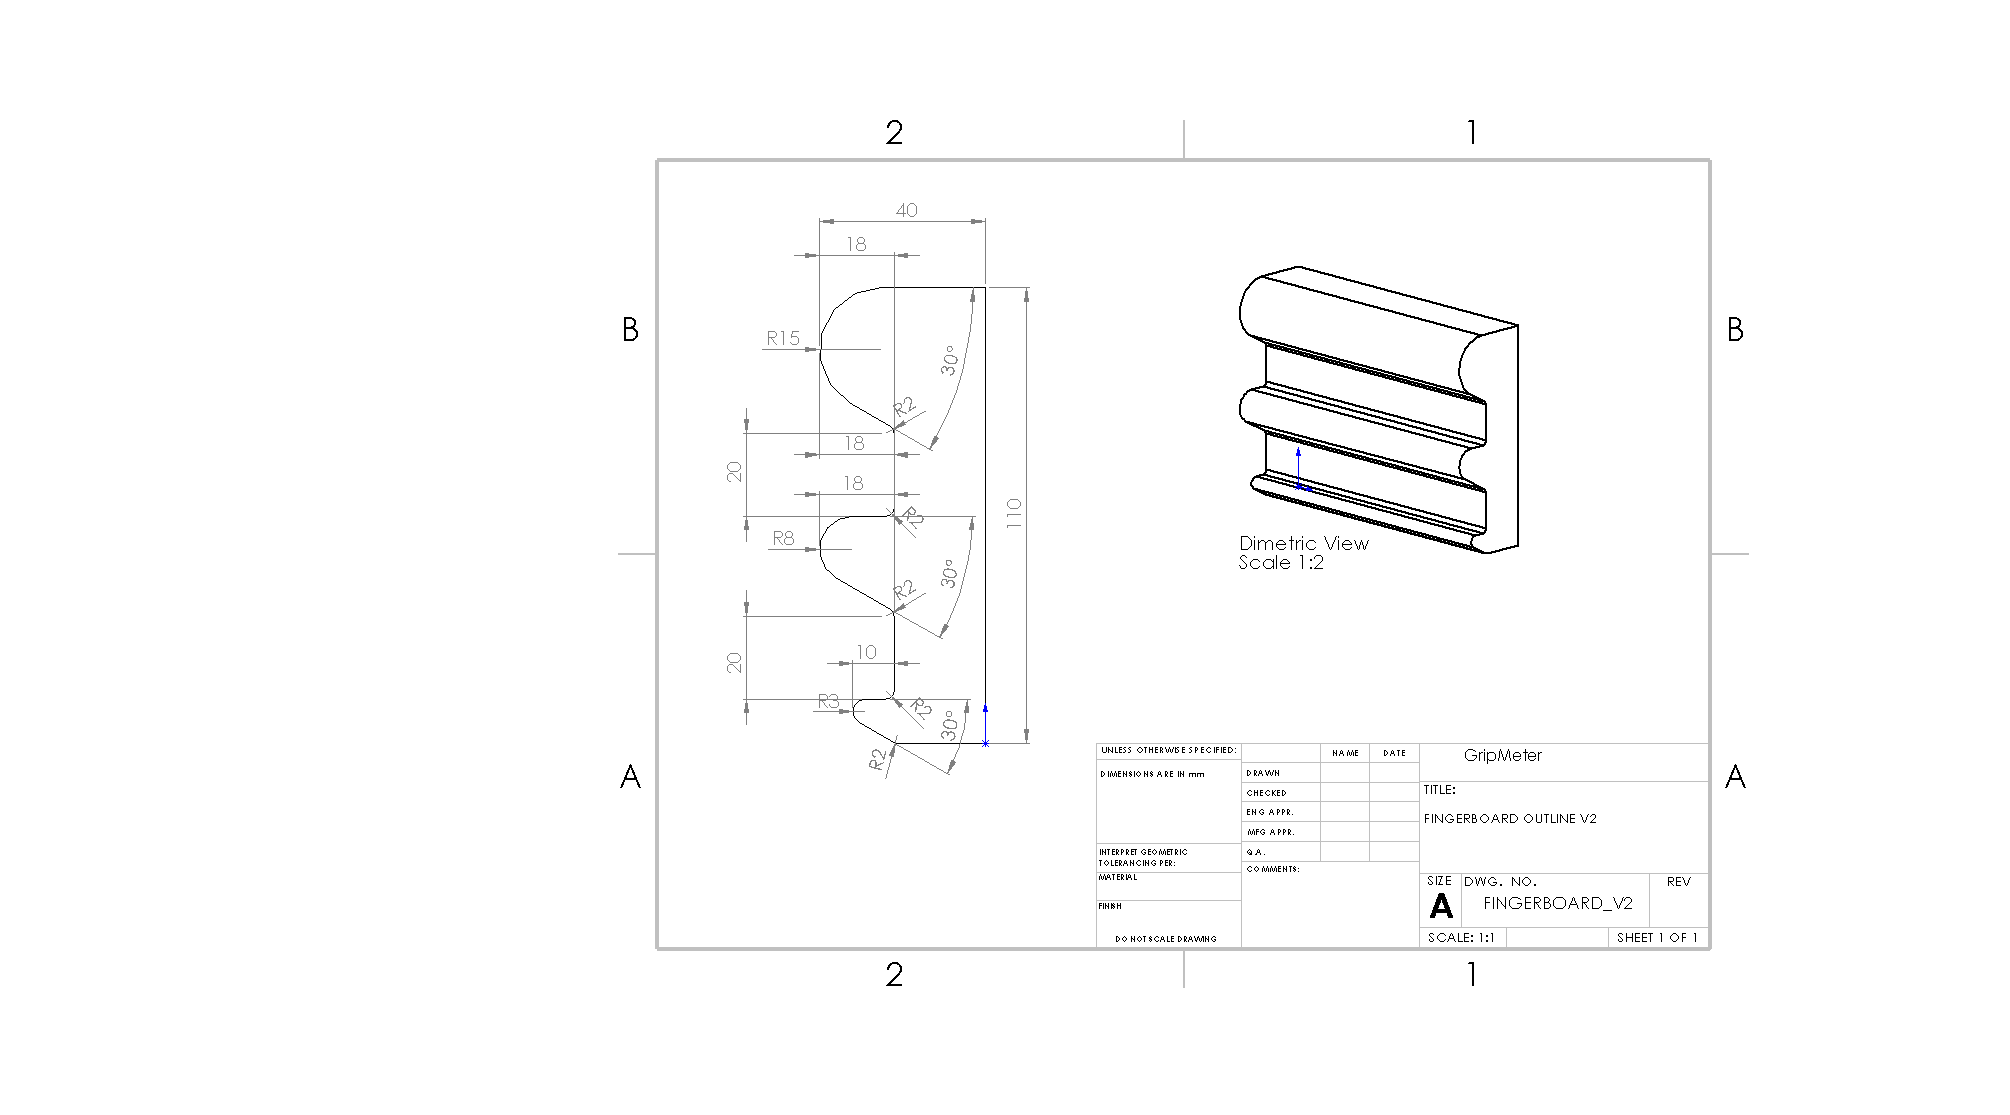 2
1
B
B
A
A
2
1
40
18
R15
30°
R2
18
20
18
R2
110
R8
30°
R2
10
20
R3
R2
30°
R2
Dimetric View
Scale 1:2
UNLESS OTHERWISE SPECIFIED:
DIMENSIONS ARE IN mm
INTERPRET GEOMETRIC
TOLERANCING PER:
MATERIAL
FINISH
DO NOT SCALE DRAWING
NAME
DATE
DRAWN
CHECKED
ENG APPR.
MFG APPR.
Q.A.
COMMENTS:
GripMeter
TITLE:
FINGERBOARD OUTLINE V2
SIZE
A
DWG. NO.
FINGERBOARD_V2
REV
SCALE: 1:1
SHEET 1 OF 1